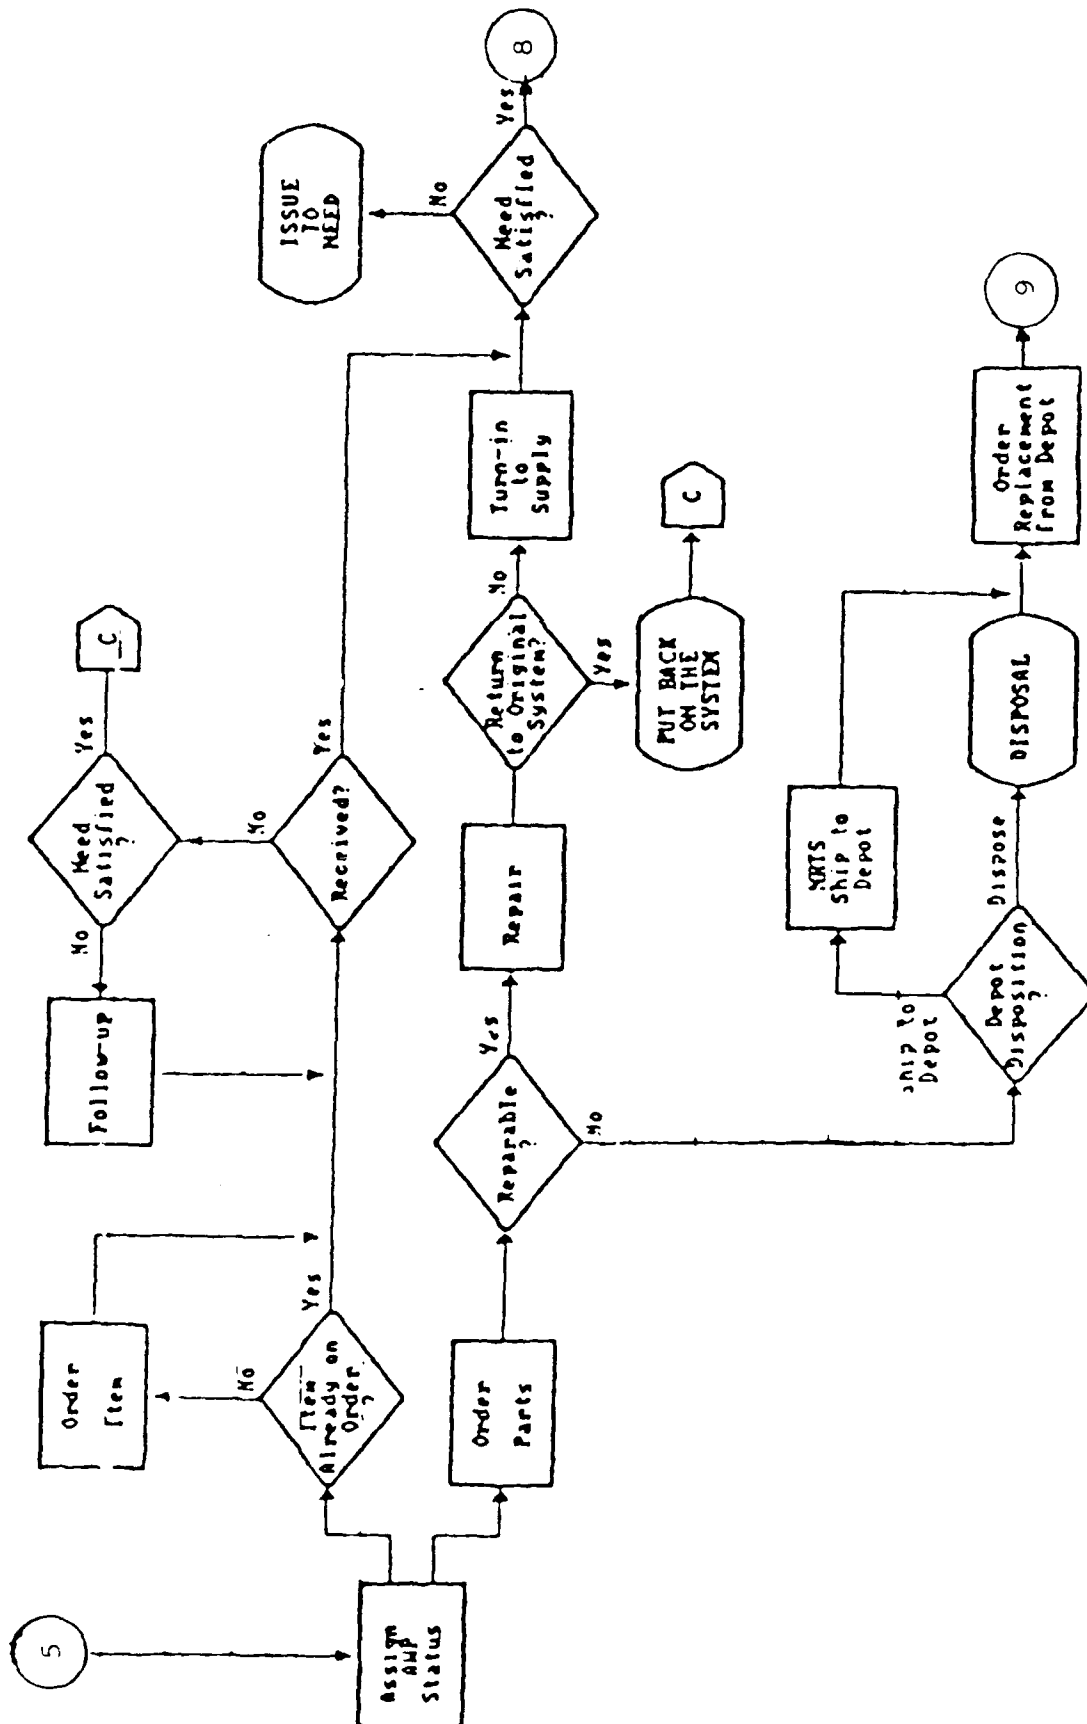 5
Assign
AWP
Status
Item
Already on
Order
?
No
Order
Item
Yes
Received?
No
Need
Satisfied
?
No
Follow-up
Yes
C
Yes
Order
Parts
Reparable
?
Yes
Repair
Return
to Original
System?
No
Turn-in
to
Supply
Need
Satisfied
?
No
ISSUE
TO
NEED
Yes
8
Yes
PUT BACK
ON THE
SYSTEM
C
No
Depot
Disposition
?
Ship to
Depot
NRTS
Ship to
Depot
Dispose
DISPOSAL
Order
Replacement
from Depot
9